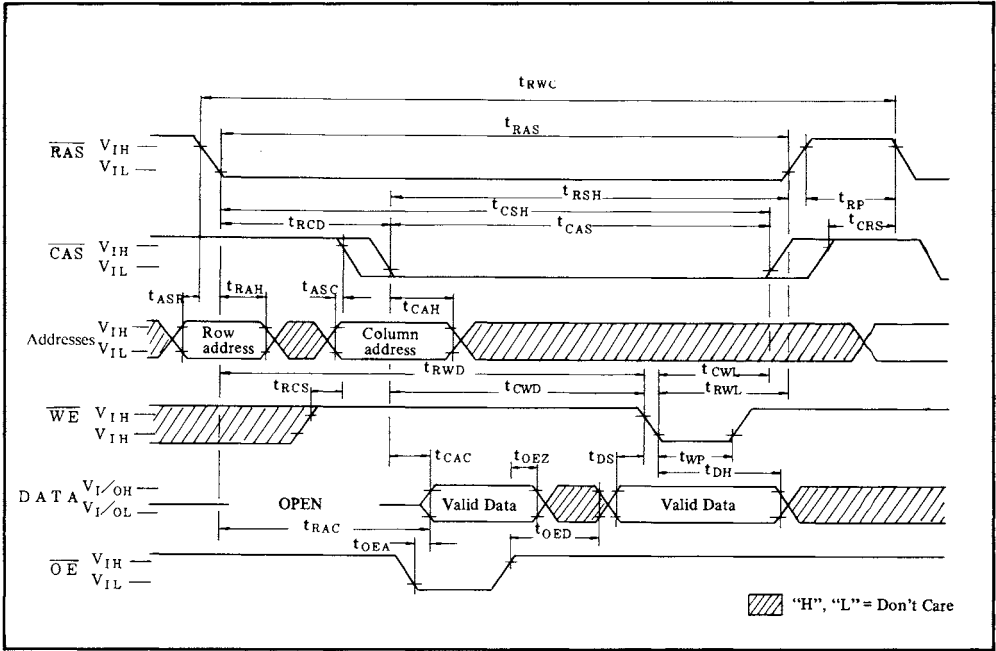 tRWC
tRAS
RAS VIH
VIL
tRSH
tCSH
tRP
tRCD
tCAS
tCRS
CAS VIH
VIL
tASR
tRAH
tASC
tCAH
Addresses VIH
VIL
Row address
Column address
tRWD
tCWL
tRCS
tCWD
tRWL
WE VIH
VIH
tWP
tCAC
tOEZ
tDS
tDH
DATA VI/OH
VI/OL
OPEN
Valid Data
Valid Data
tRAC
tOEA
tOED
OE VIH
VIL
"H", "L" = Don't Care